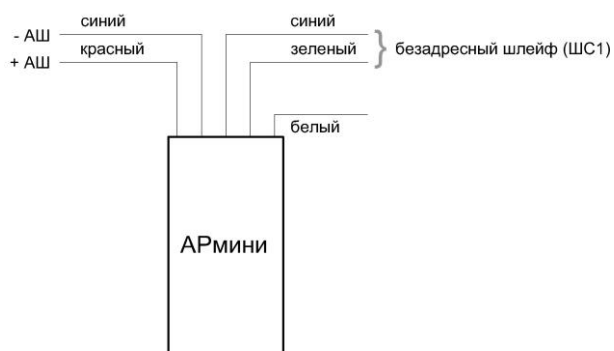 - АШ синий синий
+ АШ красный зеленый безадресный шлейф (ШС1)
белый
АРмини